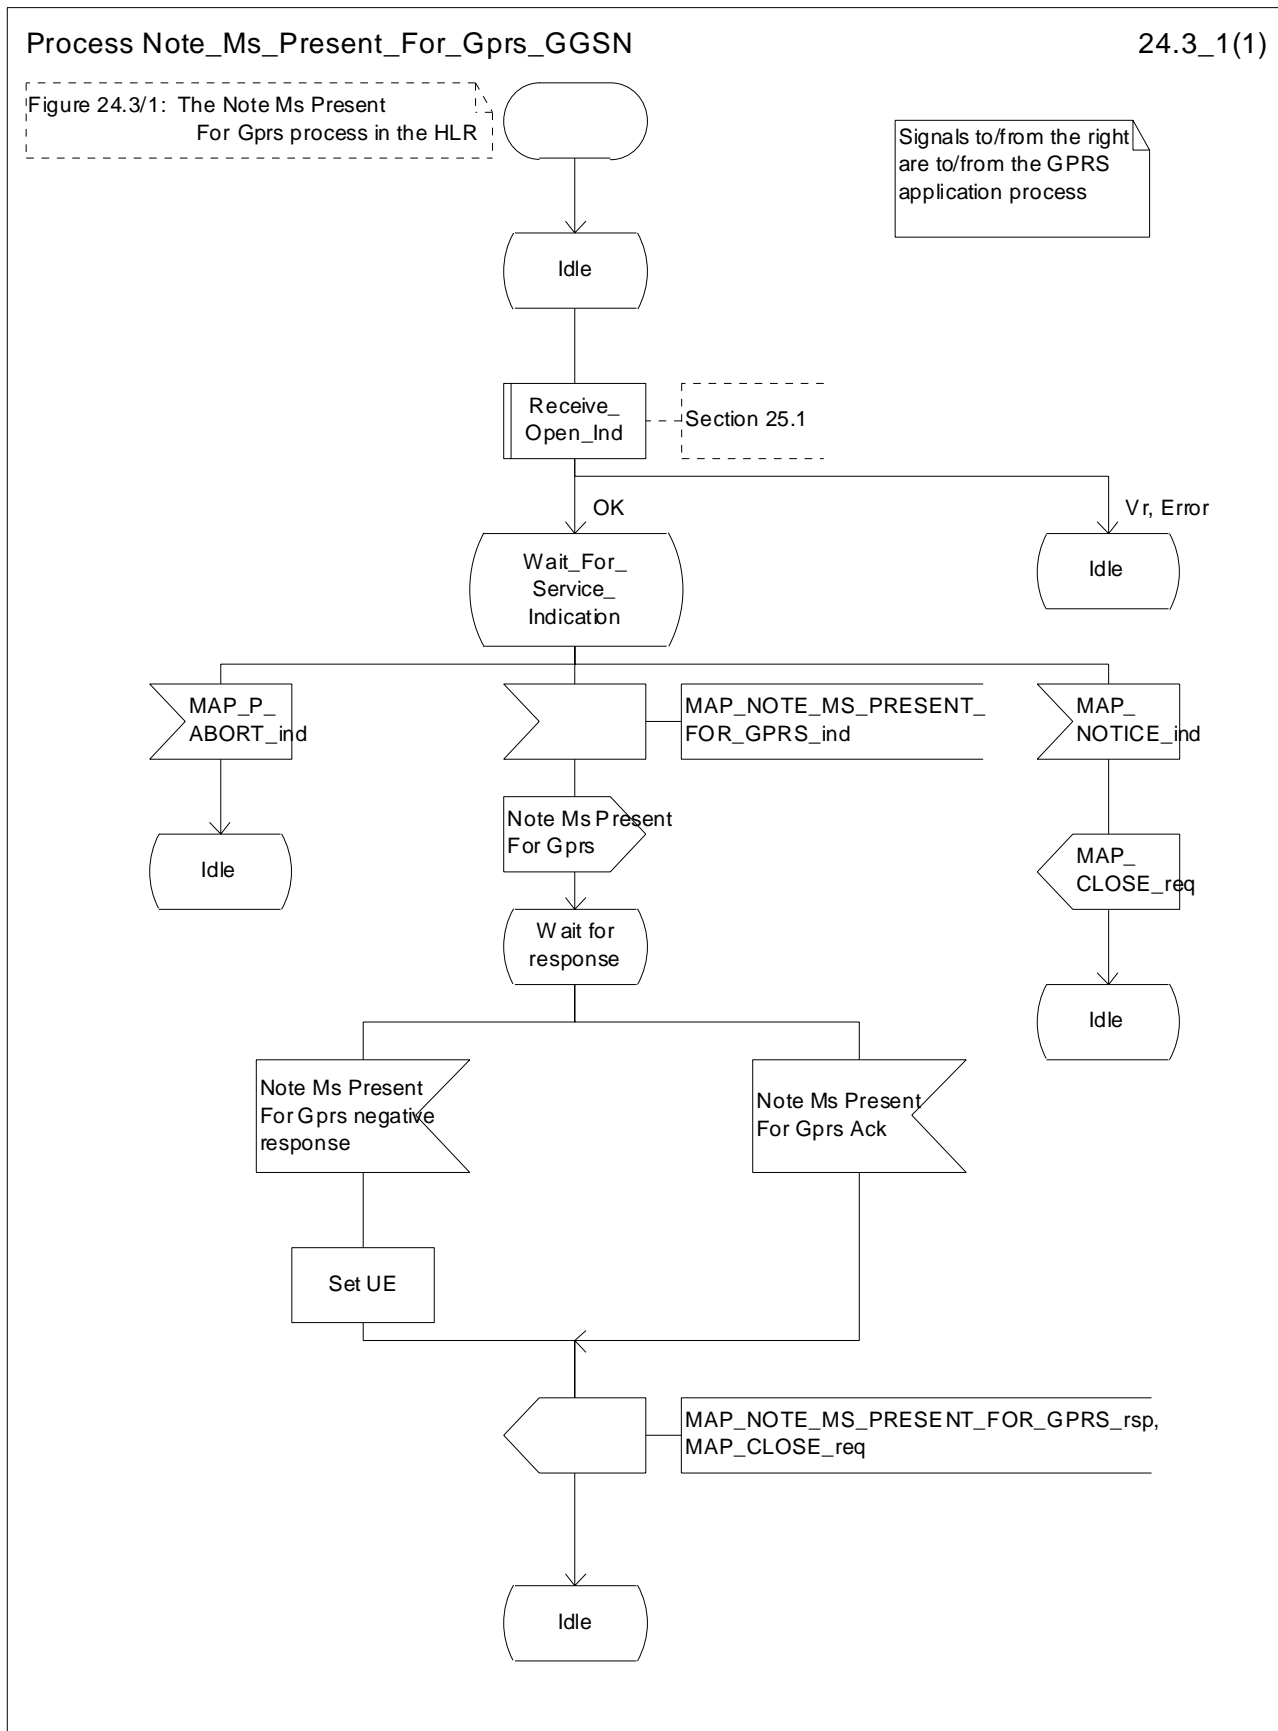 Process Note_Ms_Present_For_Gprs_GGSN
24.3_1(1)
Figure 24.3/1: The Note Ms Present
For Gprs process in the HLR
Signals to/from the right
are to/from the GPRS
application process
Idle
Receive_
Open_Ind
Section 25.1
OK
Vr, Error
Wait_For_
Service_
Indication
Idle
MAP_P_
ABORT_ind
MAP_NOTE_MS_PRESENT_
FOR_GPRS_ind
MAP_
NOTICE_ind
Note Ms Present
For Gprs
Idle
MAP_
CLOSE_req
Wait for
response
Idle
Note Ms Present
For Gprs negative
response
Note Ms Present
For Gprs Ack
Set UE
MAP_NOTE_MS_PRESENT_FOR_GPRS_rsp,
MAP_CLOSE_req
Idle